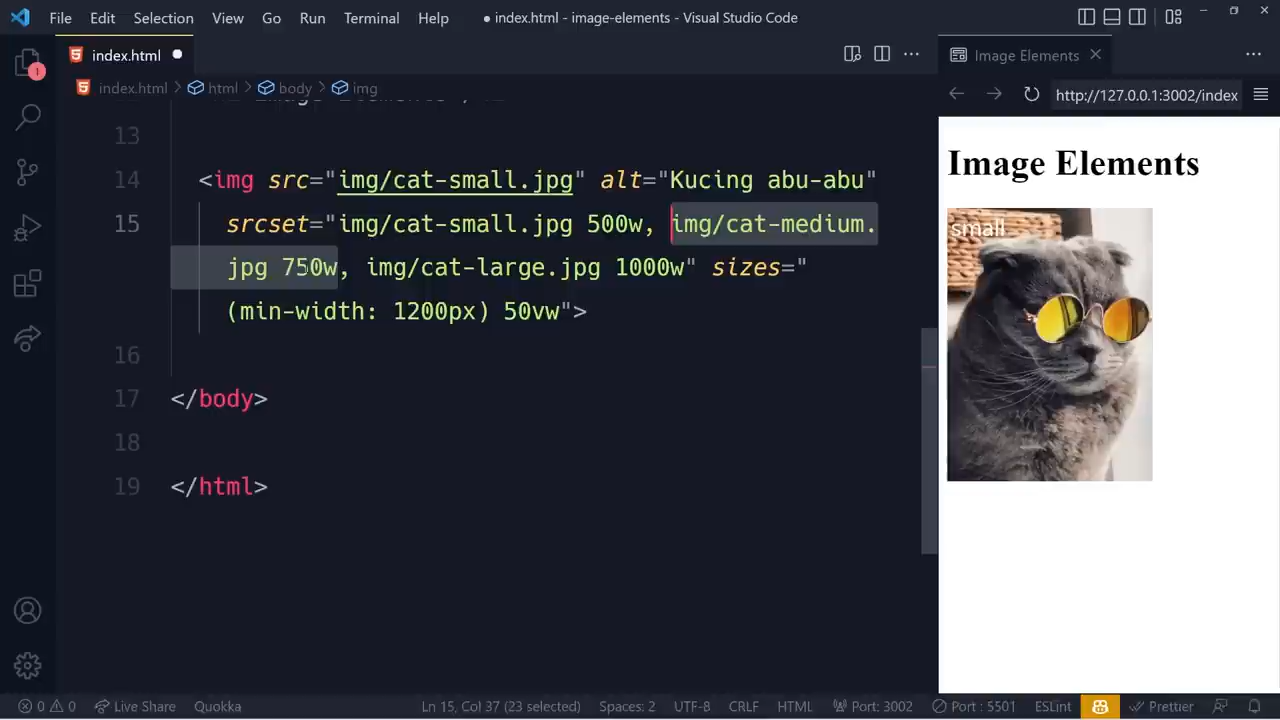 File Edit Selection View Go Run Terminal Help ● index.html - image-elements - Visual Studio Code
index.html ●
Image Elements
index.html > html > body > img
http://127.0.0.1:3002/index
1
13
14 <img src="img/cat-small.jpg" alt="Kucing abu-abu"
15 srcset="img/cat-small.jpg 500w, img/cat-medium.
jpg 750w, img/cat-large.jpg 1000w" sizes="
(min-width: 1200px) 50vw">
16
17 </body>
18
19 </html>
Image Elements
small
0 0 Live Share Quokka Ln 15, Col 37 (23 selected) Spaces: 2 UTF-8 CRLF HTML Port: 3002 Port : 5501 ESLint Prettier